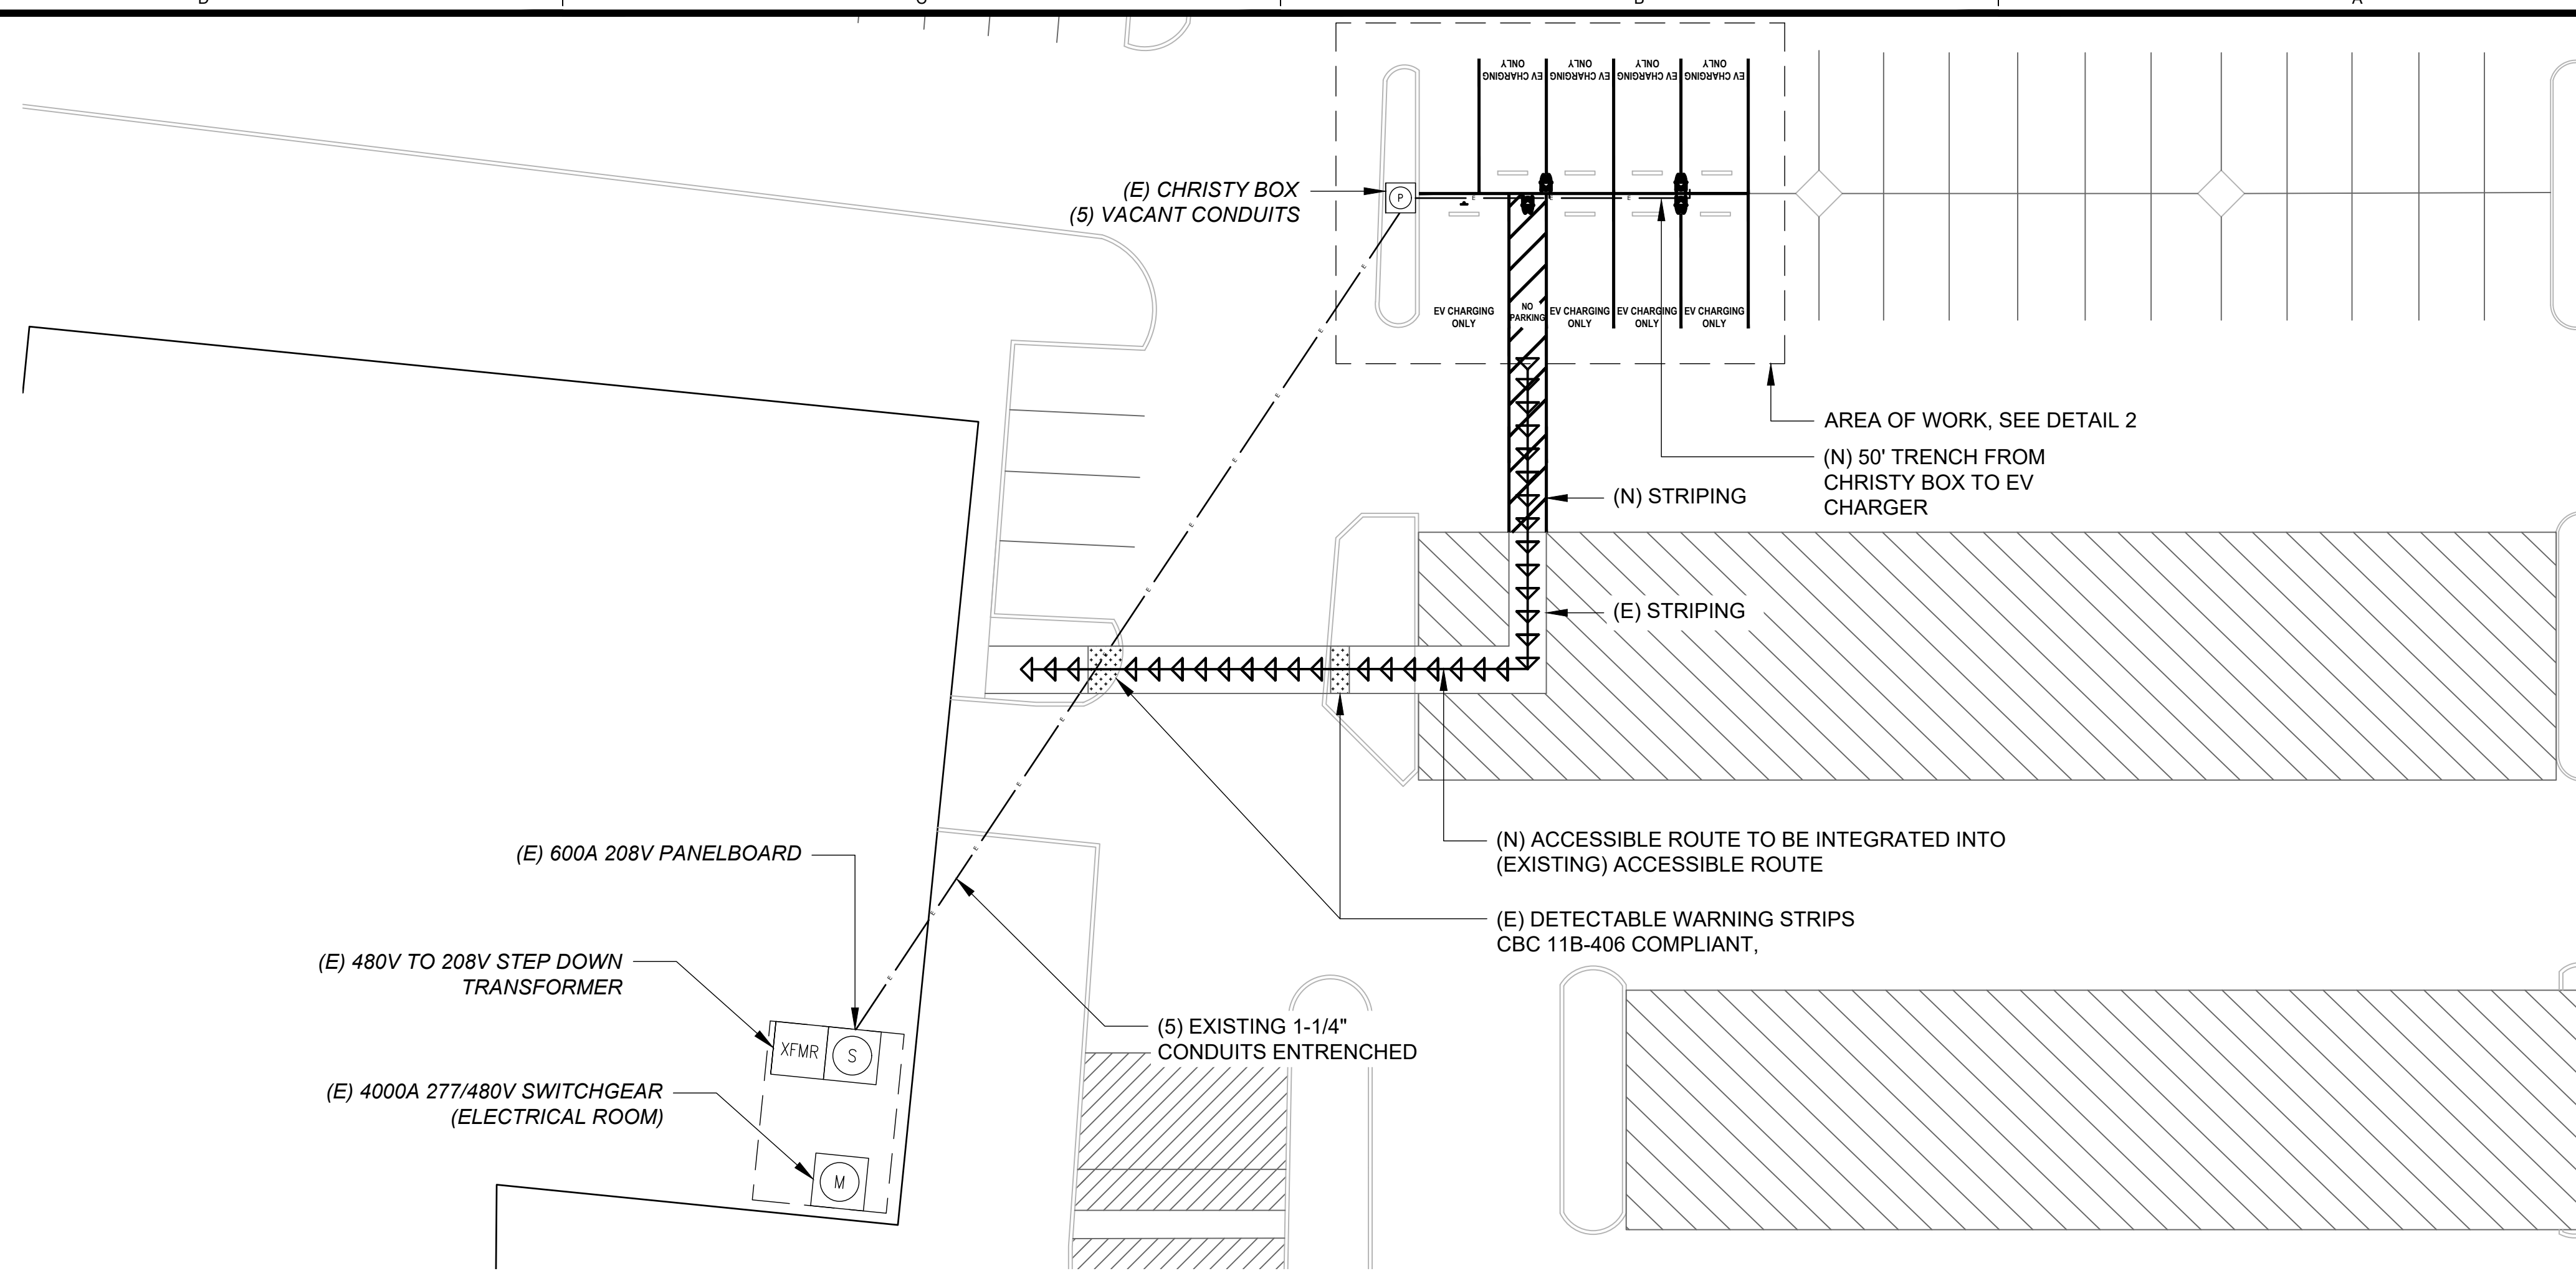 ONLY
EV CHARGING
ONLY
EV CHARGING
ONLY
EV CHARGING
ONLY
EV CHARGING
(E) CHRISTY BOX
(5) VACANT CONDUITS
P
E
E
E
EV CHARGING
ONLY
NO
PARKING
EV CHARGING
ONLY
EV CHARGING
ONLY
EV CHARGING
ONLY
AREA OF WORK, SEE DETAIL 2
(N) 50' TRENCH FROM
CHRISTY BOX TO EV
CHARGER
(N) STRIPING
(E) STRIPING
E
E
E
E
E
E
E
E
E
E
E
(N) ACCESSIBLE ROUTE TO BE INTEGRATED INTO
(EXISTING) ACCESSIBLE ROUTE
(E) 600A 208V PANELBOARD
(E) DETECTABLE WARNING STRIPS
CBC 11B-406 COMPLIANT,
(E) 480V TO 208V STEP DOWN
TRANSFORMER
(5) EXISTING 1-1/4"
CONDUITS ENTRENCHED
XFMR
S
(E) 4000A 277/480V SWITCHGEAR
(ELECTRICAL ROOM)
M